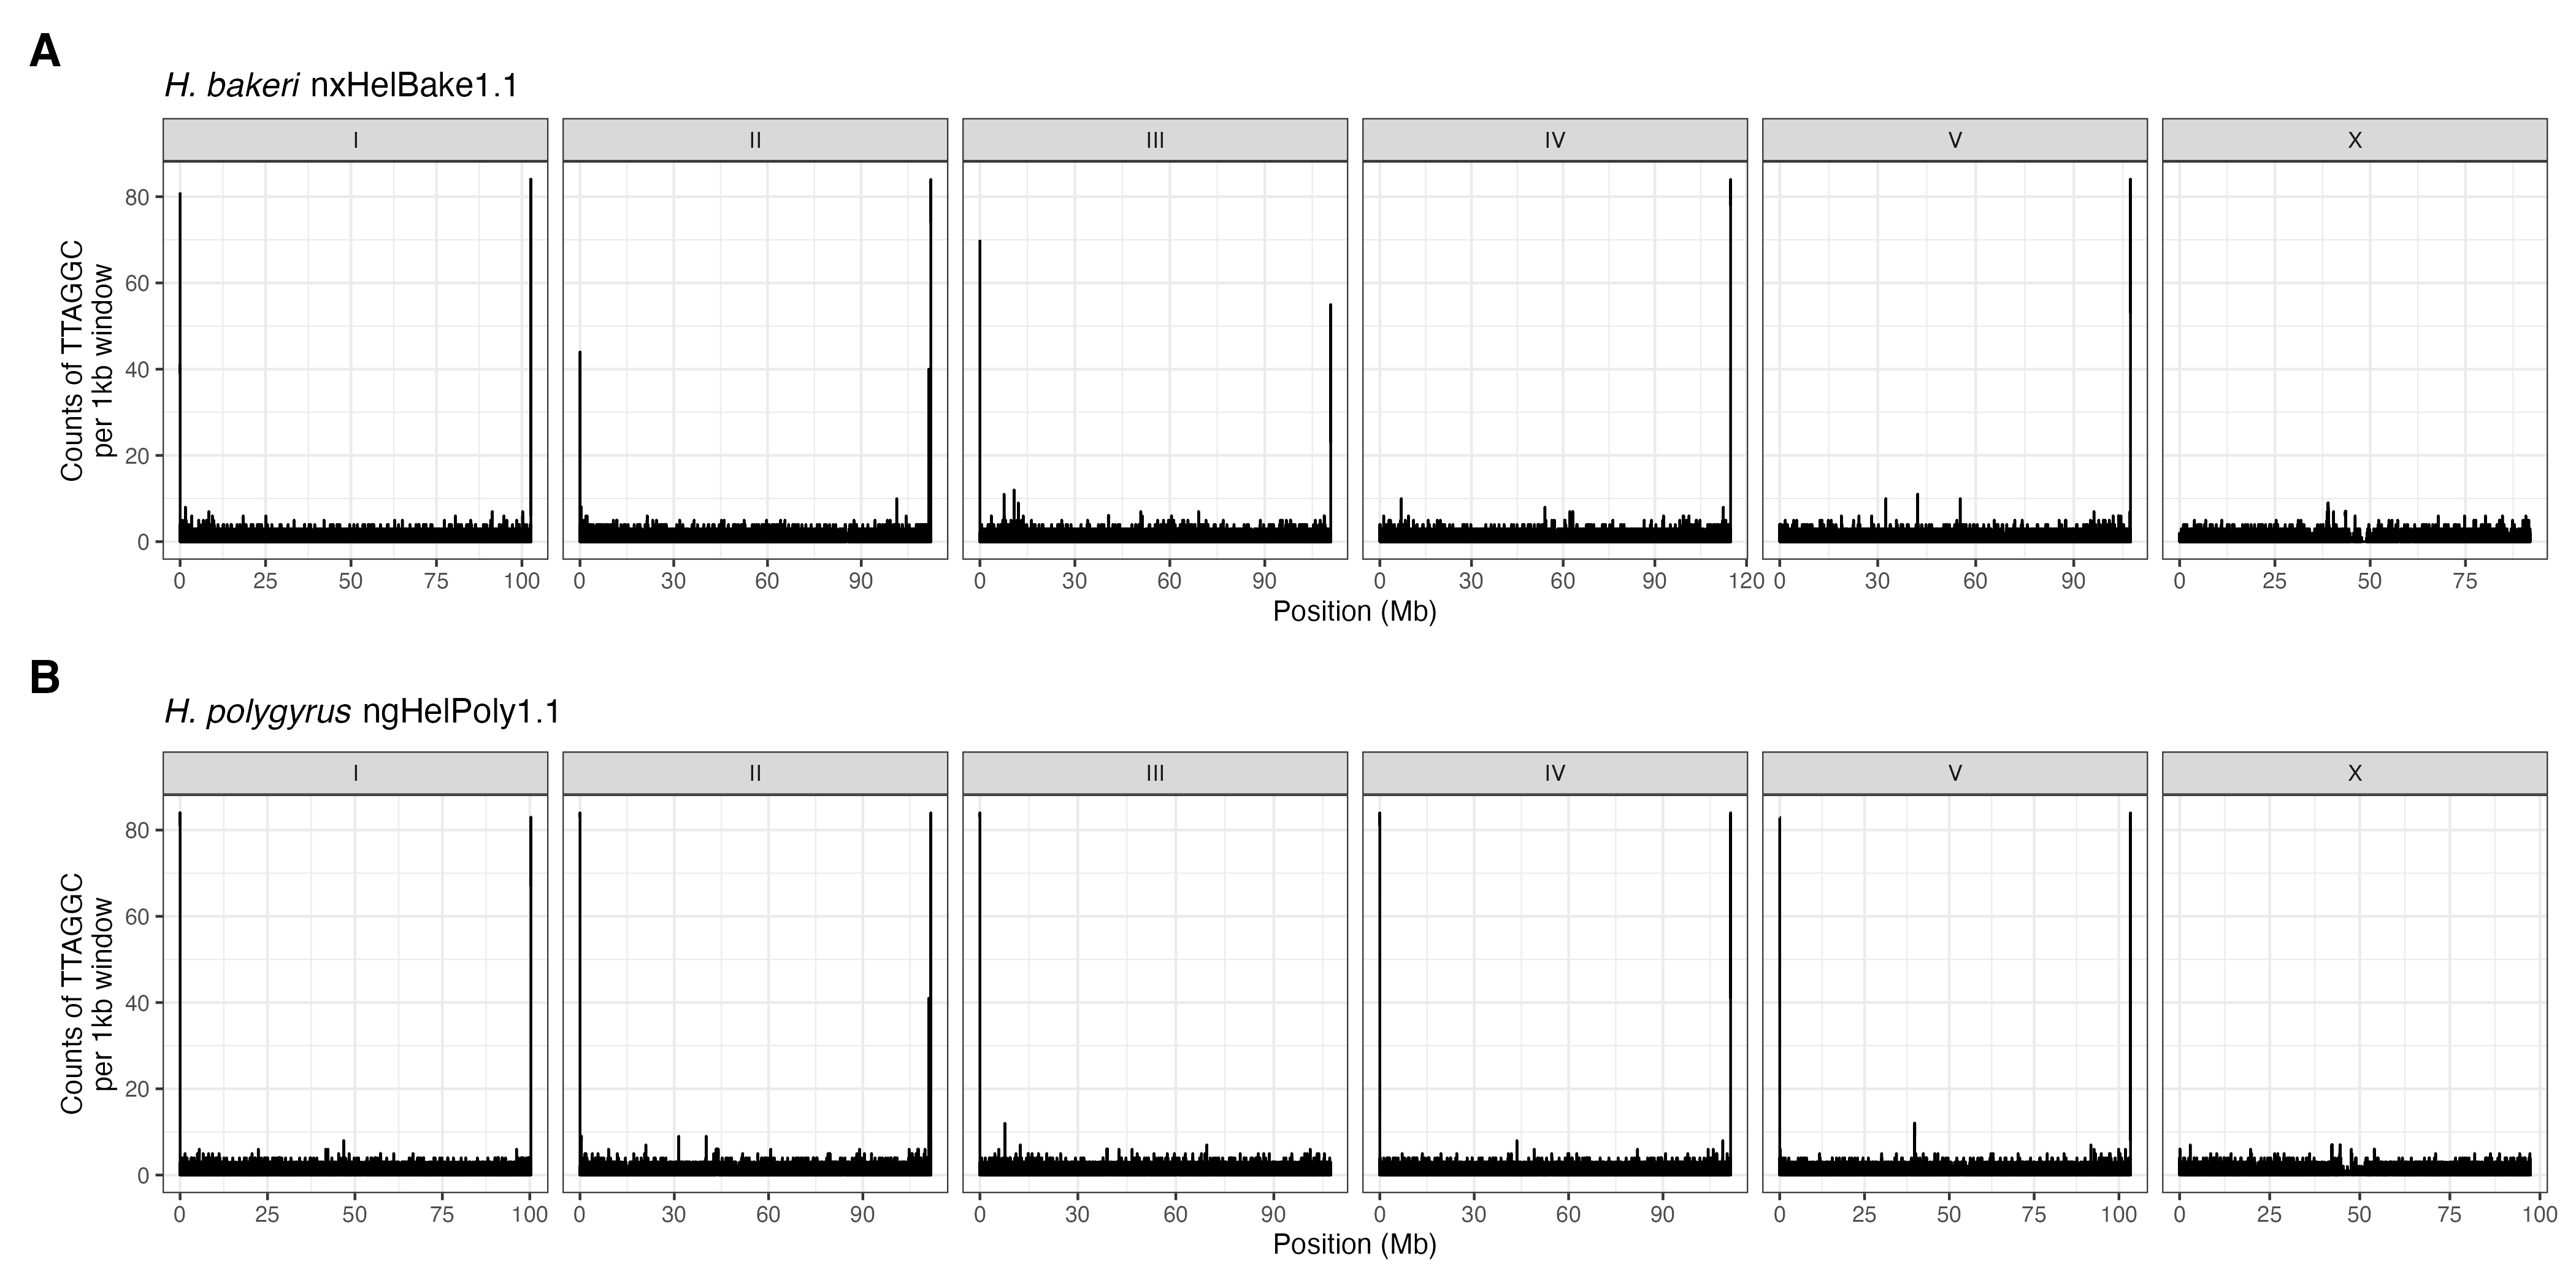 A
H. bakeri nxHelBake1.1
I II III IV V X
Counts of TTAGGC
per 1kb window
80
60
40
20
0
0 25 50 75 100 0 30 60 90 0 30 60 90 0 30 60 90 120 0 30 60 90 0 25 50 75
Position (Mb)
B
H. polygyrus ngHelPoly1.1
I II III IV V X
Counts of TTAGGC
per 1kb window
80
60
40
20
0
0 25 50 75 100 0 30 60 90 0 30 60 90 0 30 60 90 0 25 50 75 100 0 25 50 75 100
Position (Mb)